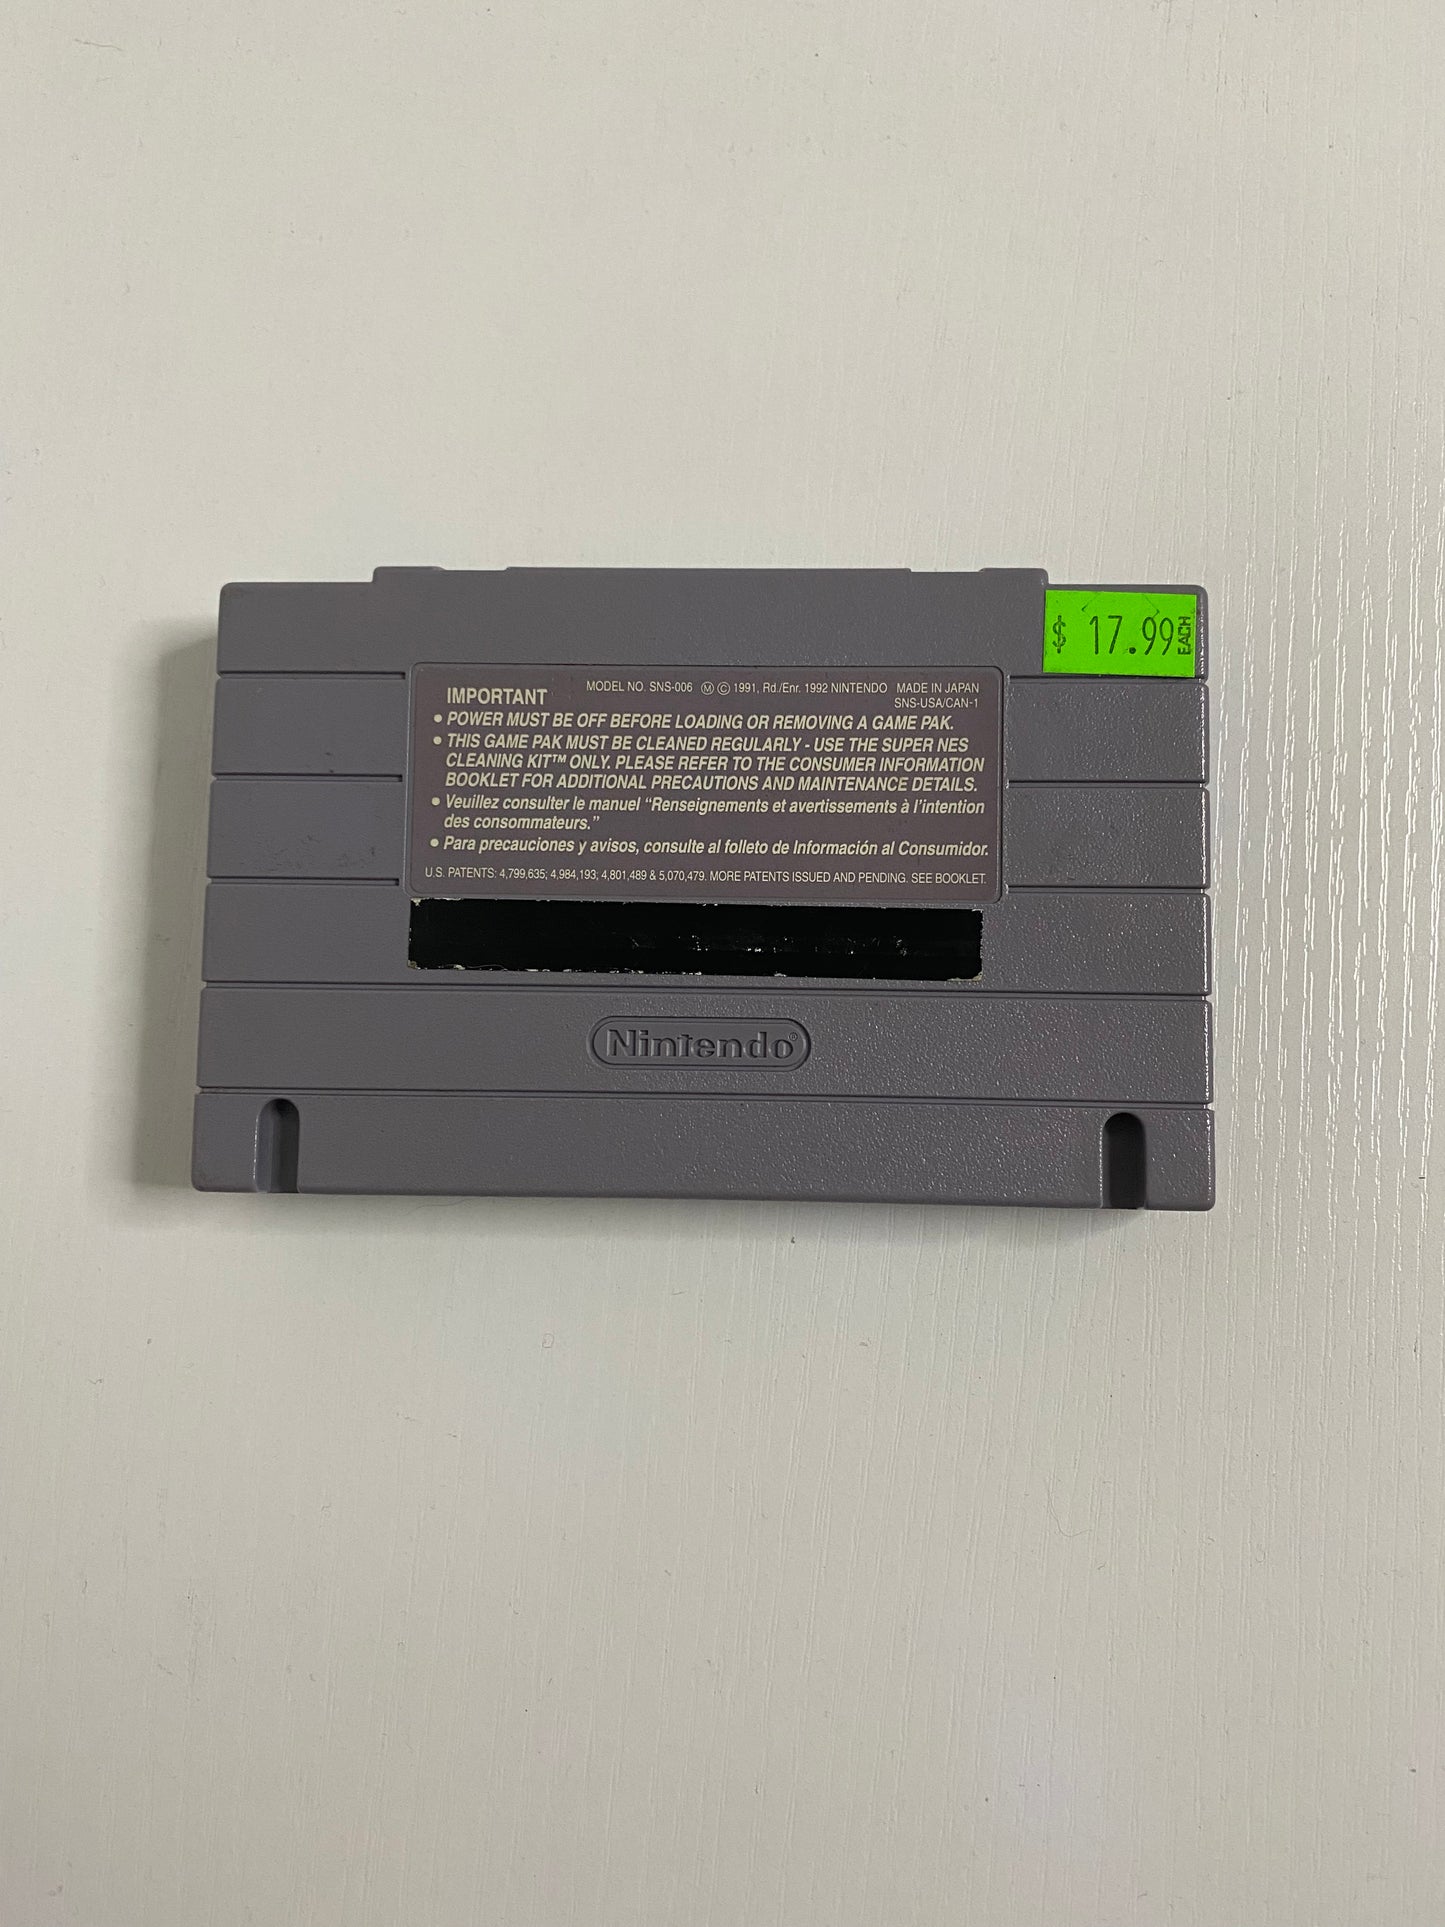 $ 17.99 EACH
MODEL NO. SNS-006 Ⓜ © 1991, Rd./Enr. 1992 NINTENDO MADE IN JAPAN
SNS-USA/CAN-1
IMPORTANT
• POWER MUST BE OFF BEFORE LOADING OR REMOVING A GAME PAK.
• THIS GAME PAK MUST BE CLEANED REGULARLY - USE THE SUPER NES
CLEANING KIT™ ONLY. PLEASE REFER TO THE CONSUMER INFORMATION
BOOKLET FOR ADDITIONAL PRECAUTIONS AND MAINTENANCE DETAILS.
• Veuillez consulter le manuel “Renseignements et avertissements à l’intention
des consommateurs.”
• Para precauciones y avisos, consulte al folleto de Información al Consumidor.
U.S. PATENTS: 4,799,635; 4,984,193; 4,801,489 & 5,070,479. MORE PATENTS ISSUED AND PENDING. SEE BOOKLET.
Nintendo®